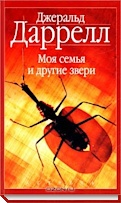 Джеральд
Даррелл
Моя семья
и другие звери